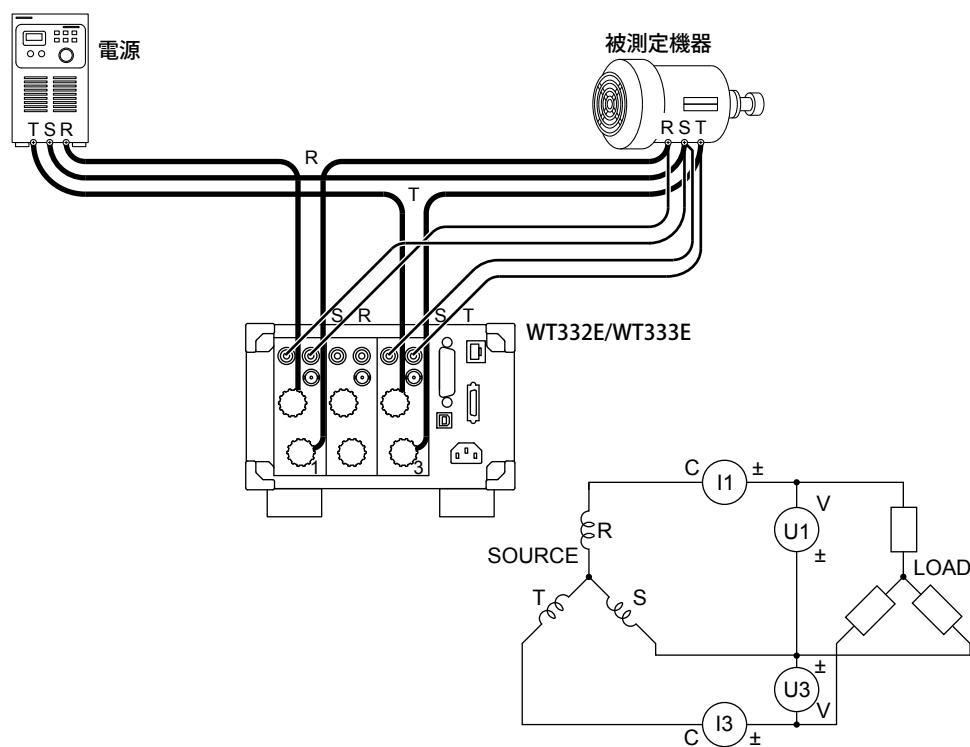 電源
被測定機器
T S R
R S T
R
T
S R S T
WT332E/WT333E
1 3
C I1 ±
V
U1
±
R
SOURCE
LOAD
T S
±
U3
V
C I3 ±